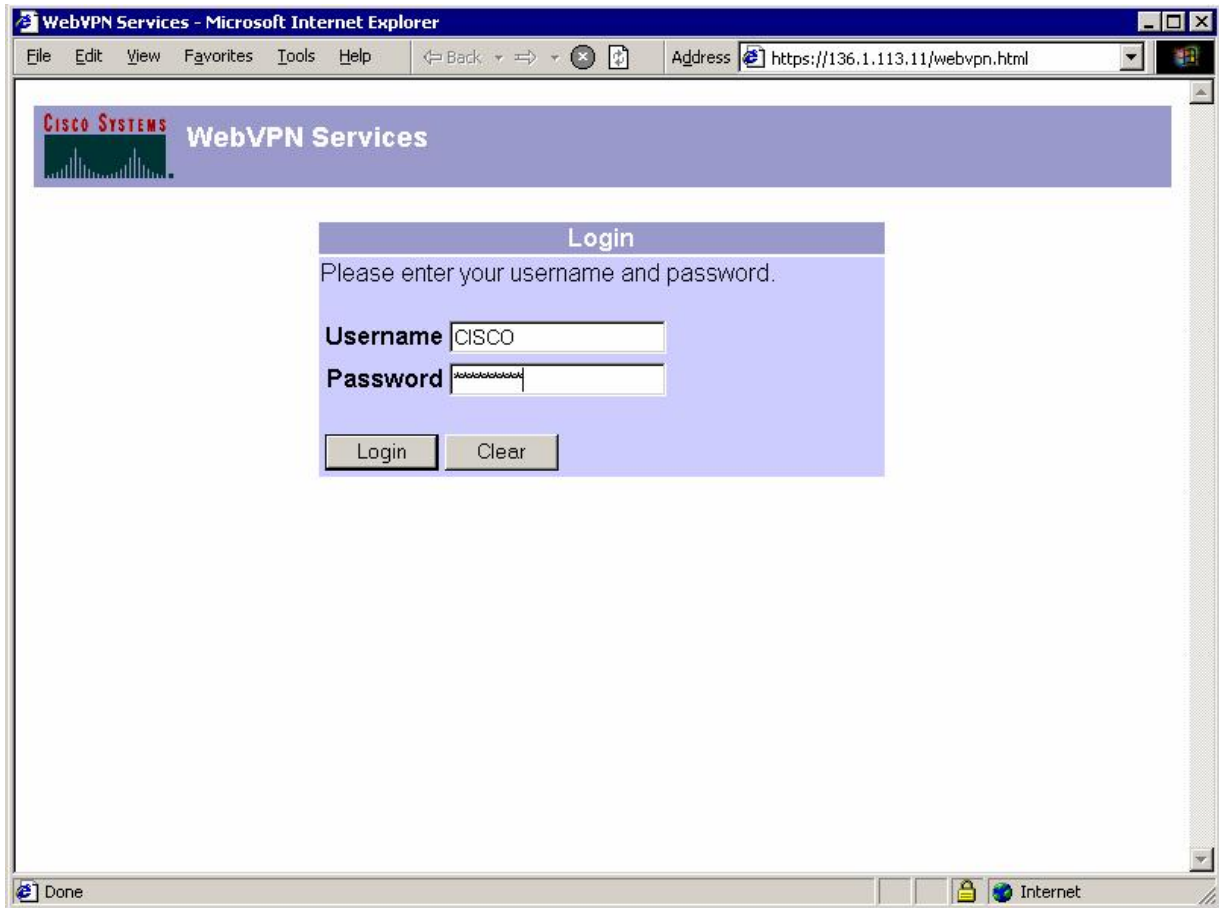 WebVPN Services - Microsoft Internet Explorer
File Edit View Favorites Tools Help Back Address https://136.1.113.11/webvpn.html
CISCO SYSTEMS
WebVPN Services
Login
Please enter your username and password.
Username CISCO
Password **********
Login Clear
Done Internet